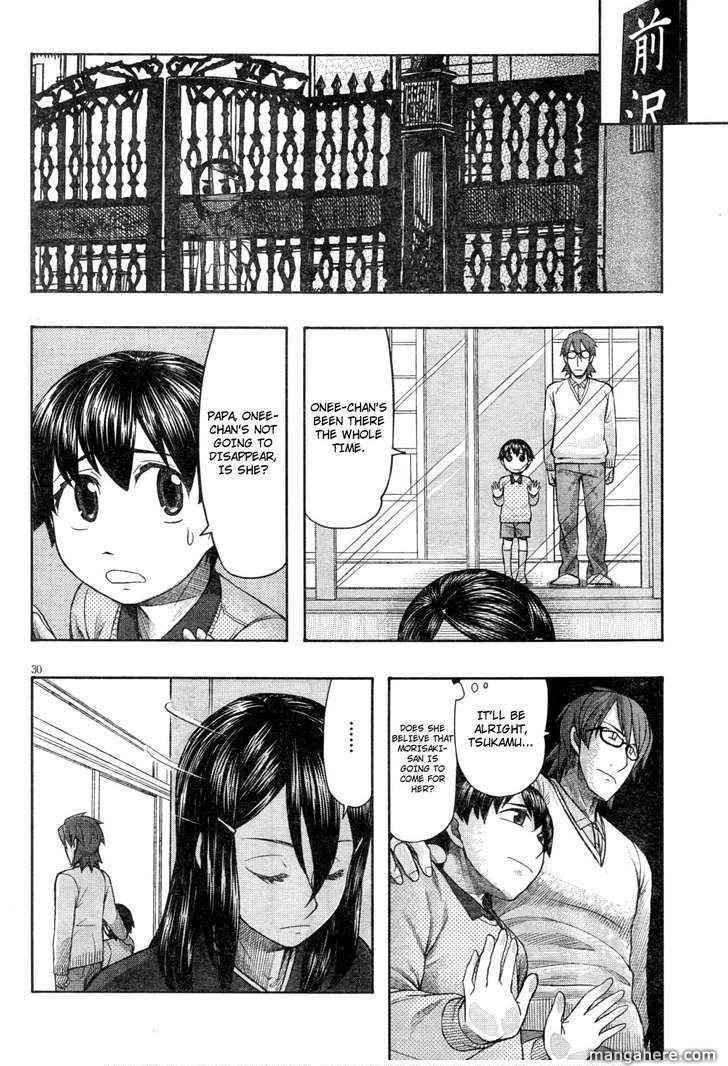 前
沢
ONEE-CHAN'S
BEEN THERE
THE WHOLE
TIME.
PAPA, ONEE-
CHAN'S NOT
GOING TO
DISAPPEAR,
IS SHE?
30
IT'LL BE
ALRIGHT,
TSUKAMU...
DOES SHE
BELIEVE THAT
MORISAKI-
SAN IS
GOING TO
COME FOR
HER?
........
mangahere.com